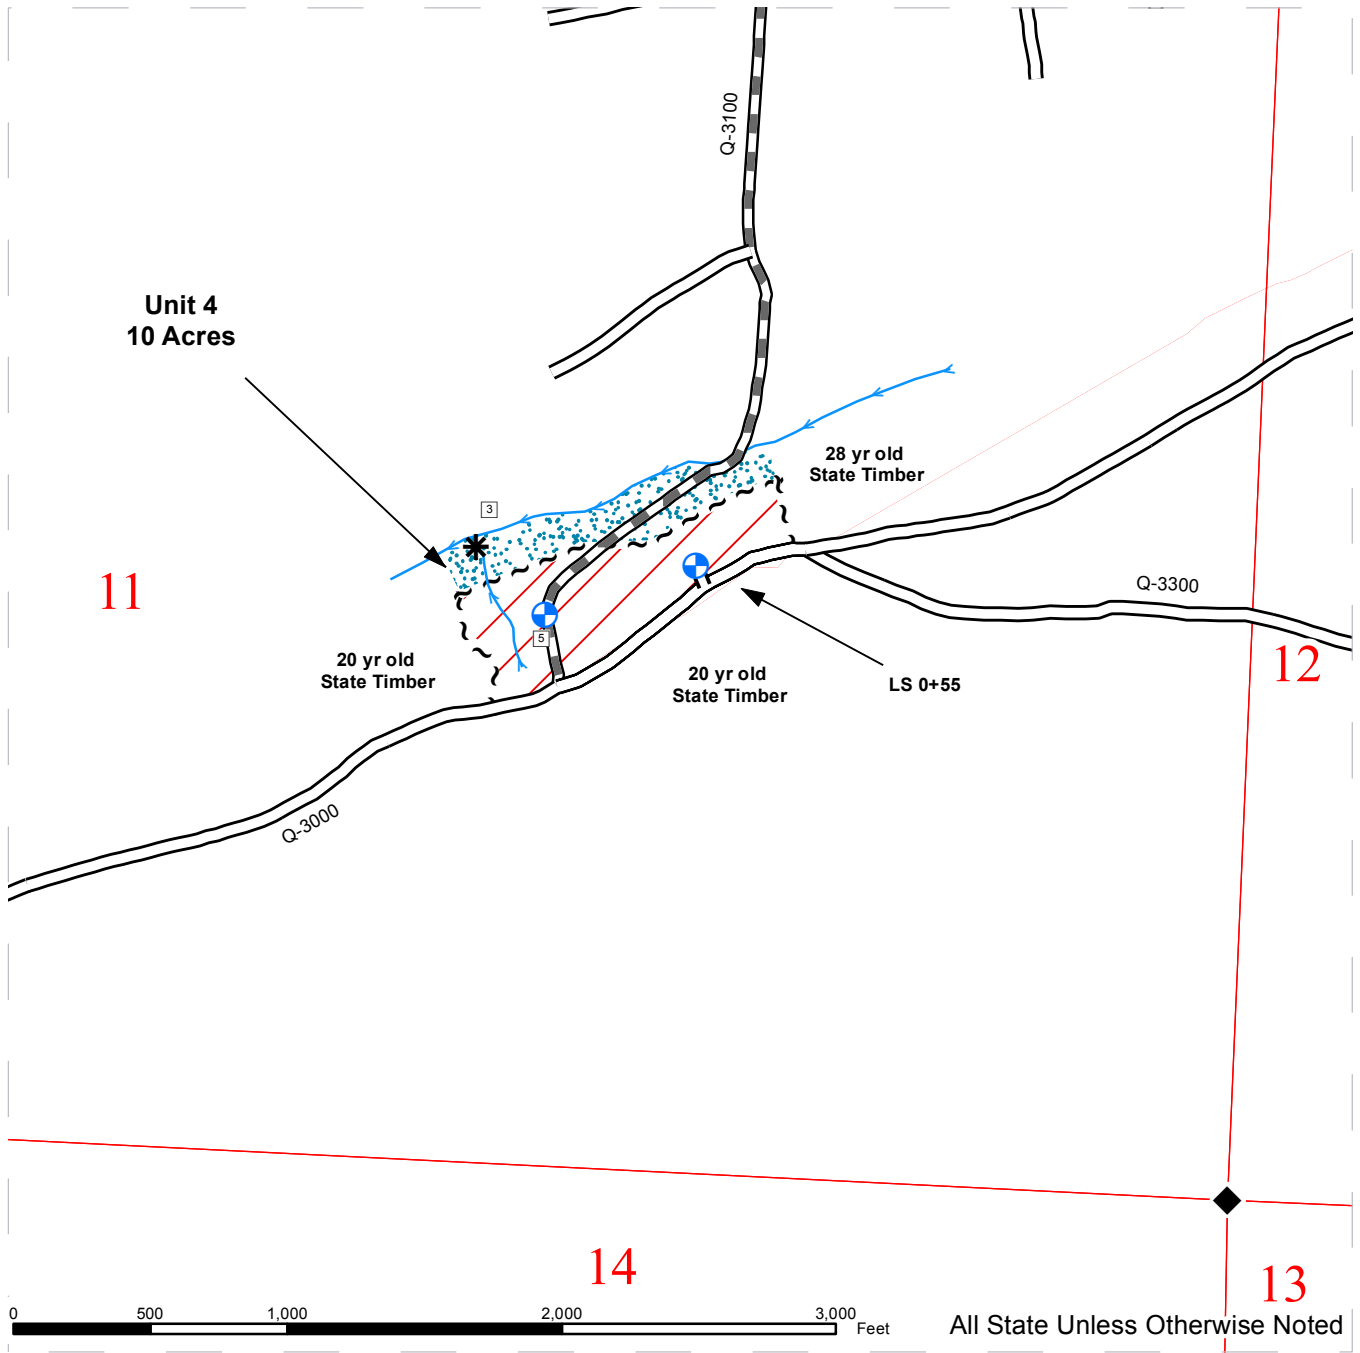 Q-3100
Unit 4
10 Acres
28 yr old
State Timber
3
11
Q-3300
5
12
20 yr old
State Timber
20 yr old
State Timber
LS 0+55
Q-3000
14
13
0 500 1,000 2,000 3,000
Feet
All State Unless Otherwise Noted